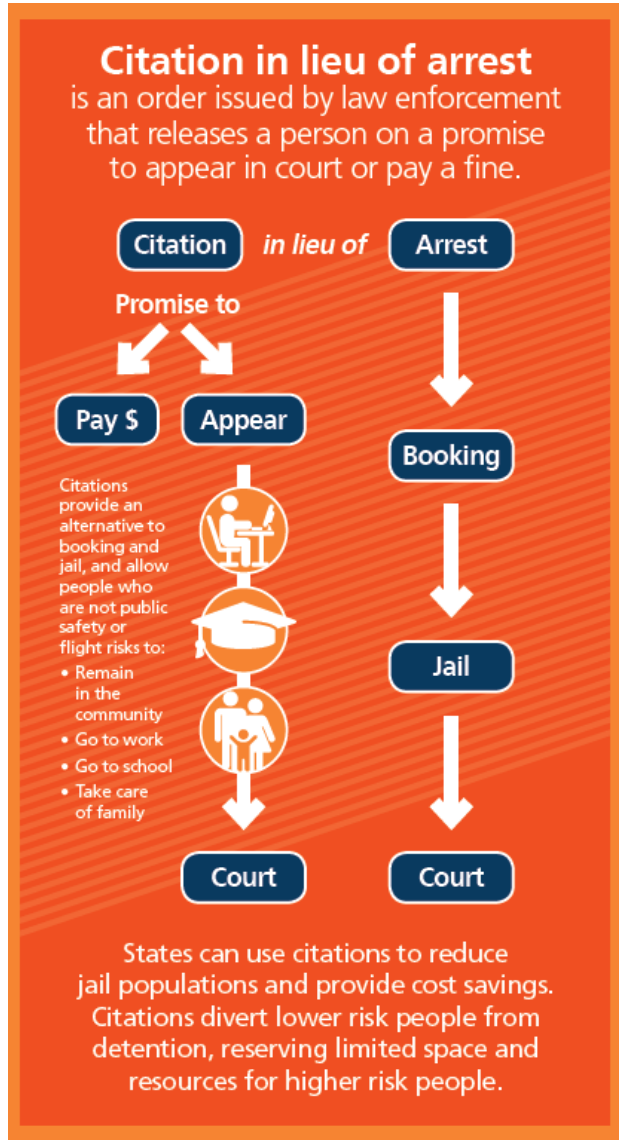 Citation in lieu of arrest
is an order issued by law enforcement
that releases a person on a promise
to appear in court or pay a fine.
Citation in lieu of Arrest
Promise to
Pay $ Appear
Citations
provide an
alternative to
booking and
jail, and allow
people who
are not public
safety or
flight risks to:
• Remain
in the
community
• Go to work
• Go to school
• Take care
of family
Court
Booking
Jail
Court
States can use citations to reduce
jail populations and provide cost savings.
Citations divert lower risk people from
detention, reserving limited space and
resources for higher risk people.